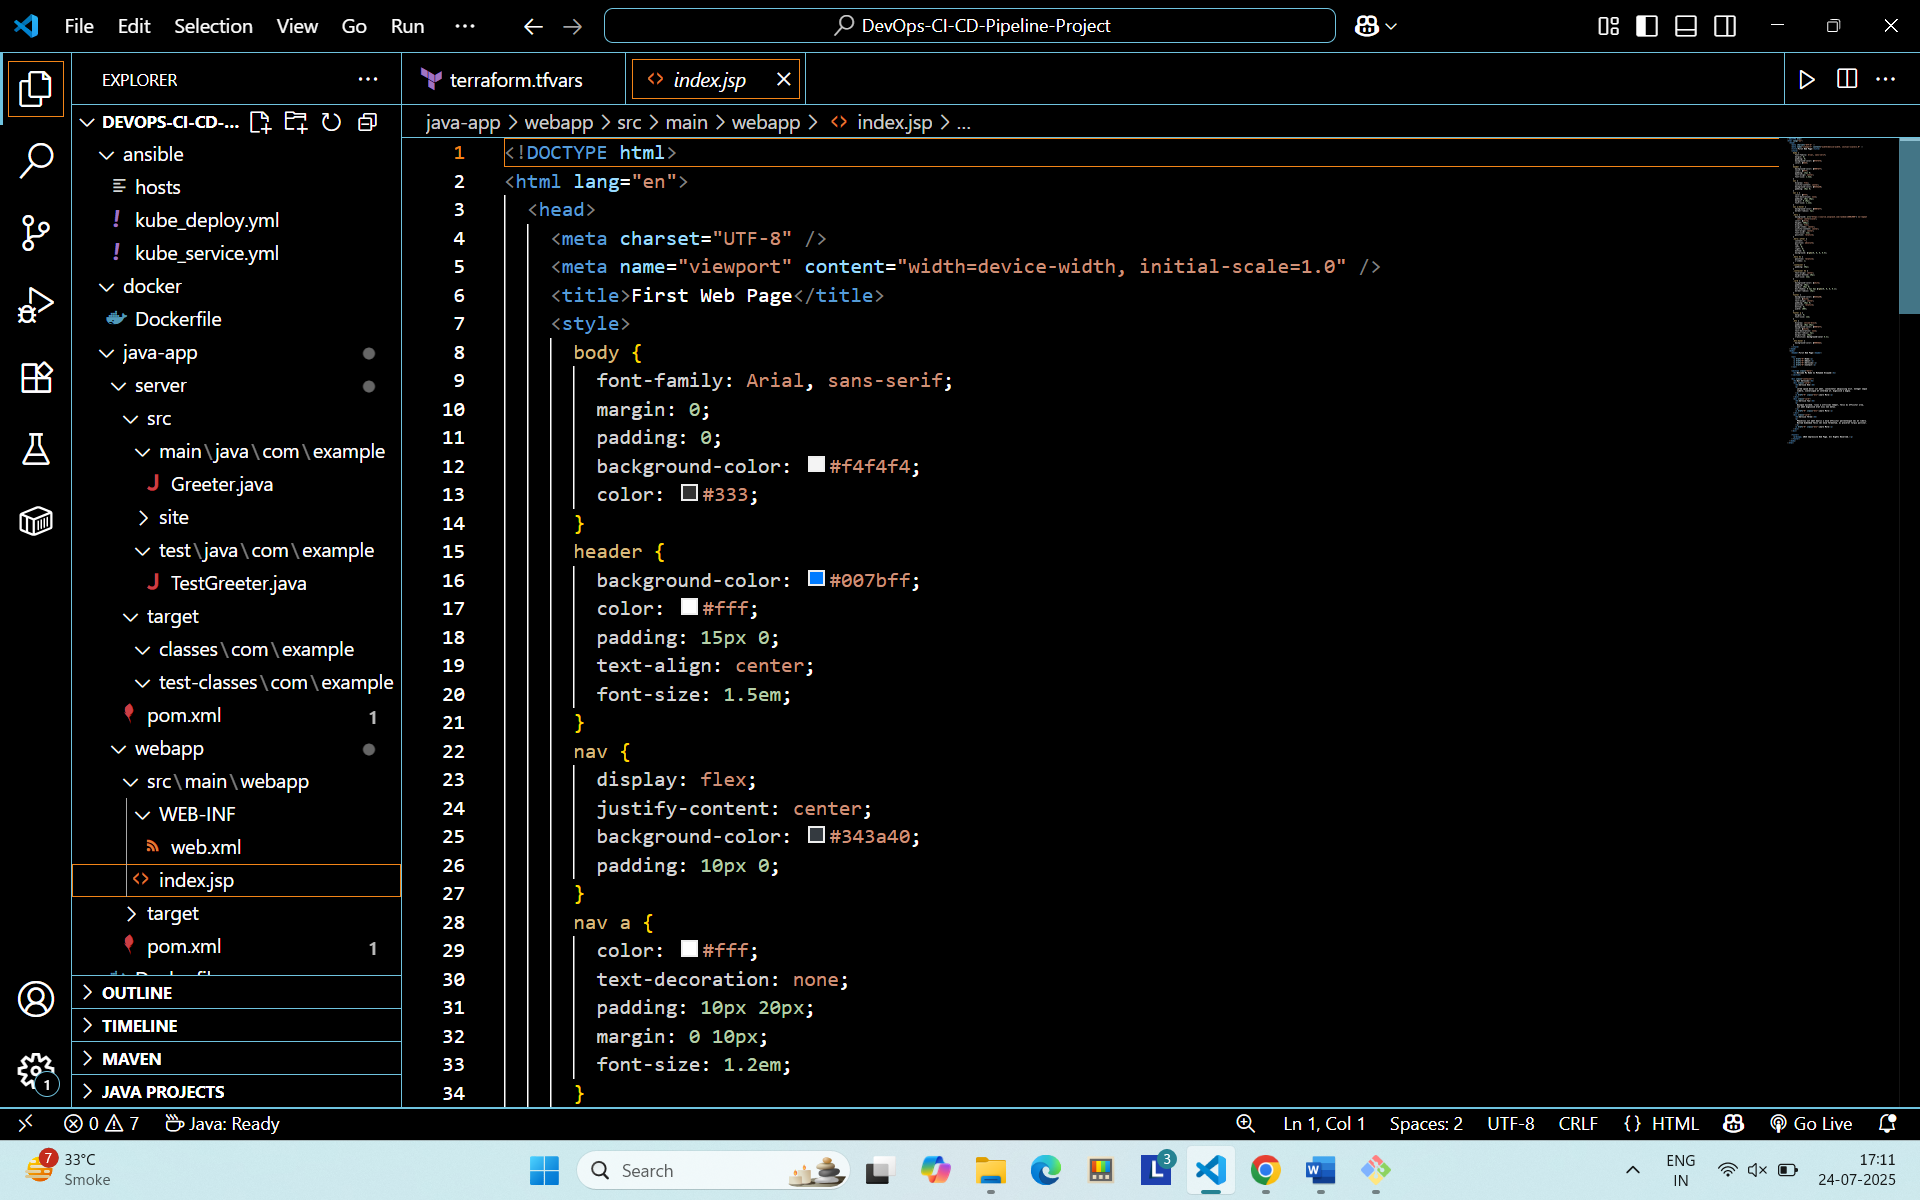 File Edit Selection View Go Run ···
DevOps-CI-CD-Pipeline-Project
EXPLORER
DEVOPS-CI-CD-...
ansible
hosts
! kube_deploy.yml
! kube_service.yml
docker
Dockerfile
java-app
server
src
main\java\com\example
J Greeter.java
site
test\java\com\example
J TestGreeter.java
target
classes\com\example
test-classes\com\example
pom.xml 1
webapp
src\main\webapp
WEB-INF
web.xml
<> index.jsp
target
pom.xml 1
OUTLINE
TIMELINE
MAVEN
JAVA PROJECTS
1
terraform.tfvars
<> index.jsp
java-app > webapp > src > main > webapp > <> index.jsp > ...
1 <!DOCTYPE html>
2 <html lang="en">
3 <head>
4 <meta charset="UTF-8" />
5 <meta name="viewport" content="width=device-width, initial-scale=1.0" />
6 <title>First Web Page</title>
7 <style>
8 body {
9 font-family: Arial, sans-serif;
10 margin: 0;
11 padding: 0;
12 background-color: #f4f4f4;
13 color: #333;
14 }
15 header {
16 background-color: #007bff;
17 color: #fff;
18 padding: 15px 0;
19 text-align: center;
20 font-size: 1.5em;
21 }
22 nav {
23 display: flex;
24 justify-content: center;
25 background-color: #343a40;
26 padding: 10px 0;
27 }
28 nav a {
29 color: #fff;
30 text-decoration: none;
31 padding: 10px 20px;
32 margin: 0 10px;
33 font-size: 1.2em;
34 }
0 7 Java: Ready
Ln 1, Col 1 Spaces: 2 UTF-8 CRLF {} HTML Go Live
7
33°C
Smoke
Search
L 3
W
ENG
IN
17:11
24-07-2025